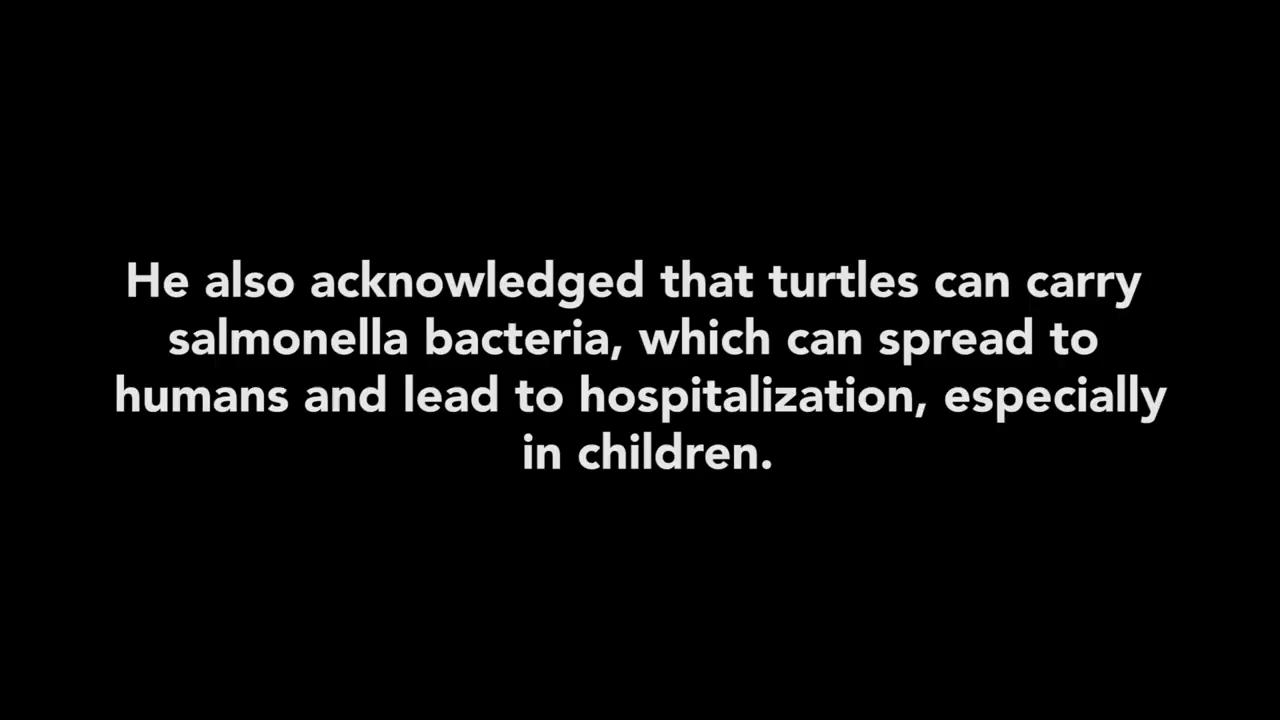 He also acknowledged that turtles can carry
salmonella bacteria, which can spread to
humans and lead to hospitalization, especially
in children.